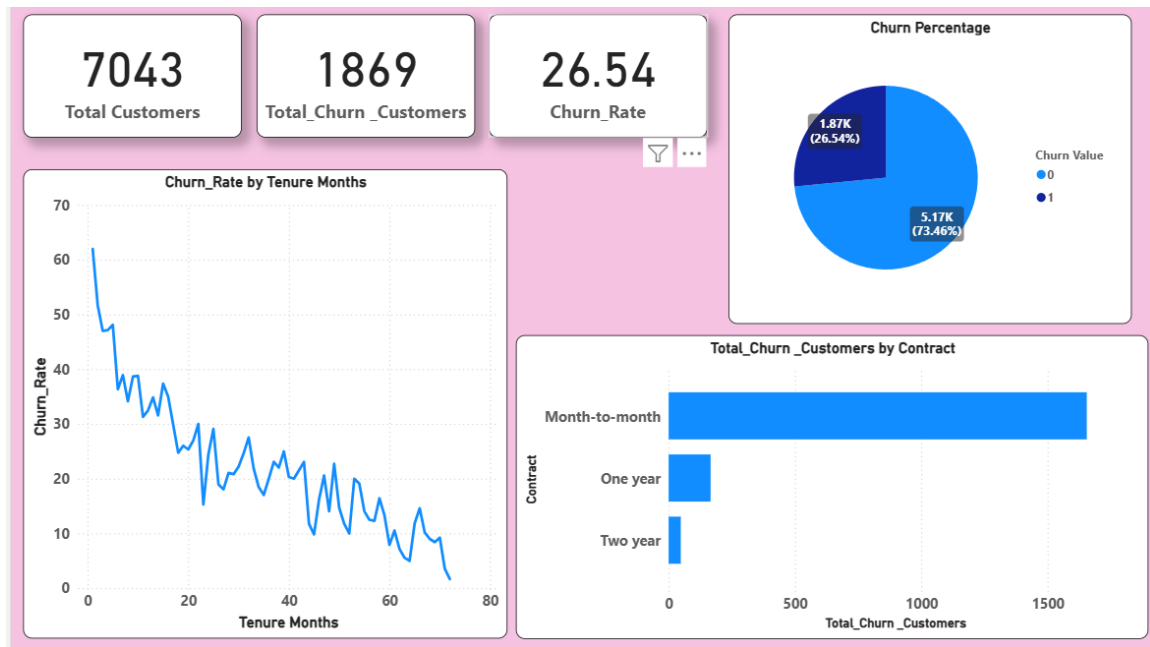 7043
Total Customers
1869
Total_Churn _Customers
26.54
Churn_Rate
Churn Percentage
1.87K
(26.54%)
5.17K
(73.46%)
Churn Value
0
1
Churn_Rate by Tenure Months
70
60
50
40
30
20
10
0
Churn_Rate
0 20 40 60 80
Tenure Months
Total_Churn _Customers by Contract
Contract
Month-to-month
One year
Two year
0 500 1000 1500
Total_Churn _Customers